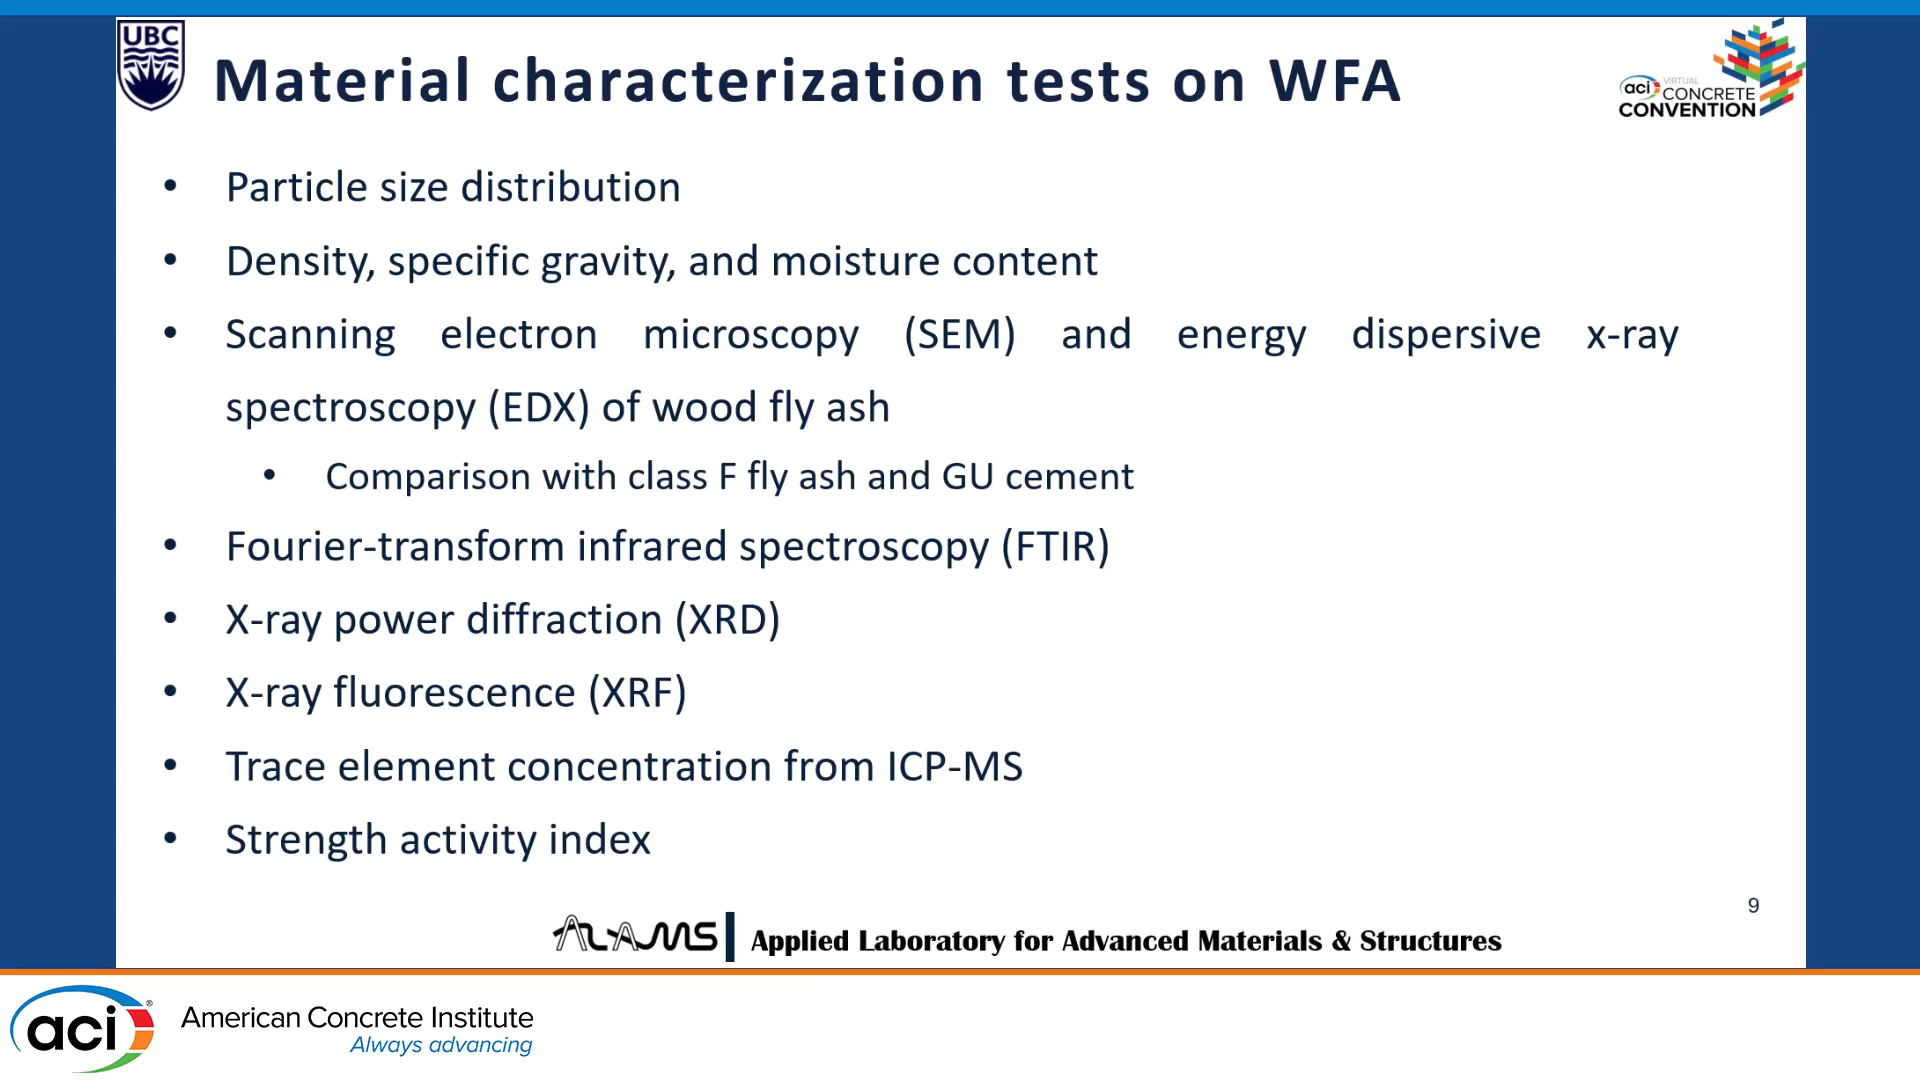 UBC
Material characterization tests on WFA
aci VIRTUAL
CONCRETE
CONVENTION
• Particle size distribution
• Density, specific gravity, and moisture content
• Scanning electron microscopy (SEM) and energy dispersive x-ray
spectroscopy (EDX) of wood fly ash
• Comparison with class F fly ash and GU cement
• Fourier-transform infrared spectroscopy (FTIR)
• X-ray power diffraction (XRD)
• X-ray fluorescence (XRF)
• Trace element concentration from ICP-MS
• Strength activity index
9
ALAMS Applied Laboratory for Advanced Materials & Structures
aci® American Concrete Institute
Always advancing